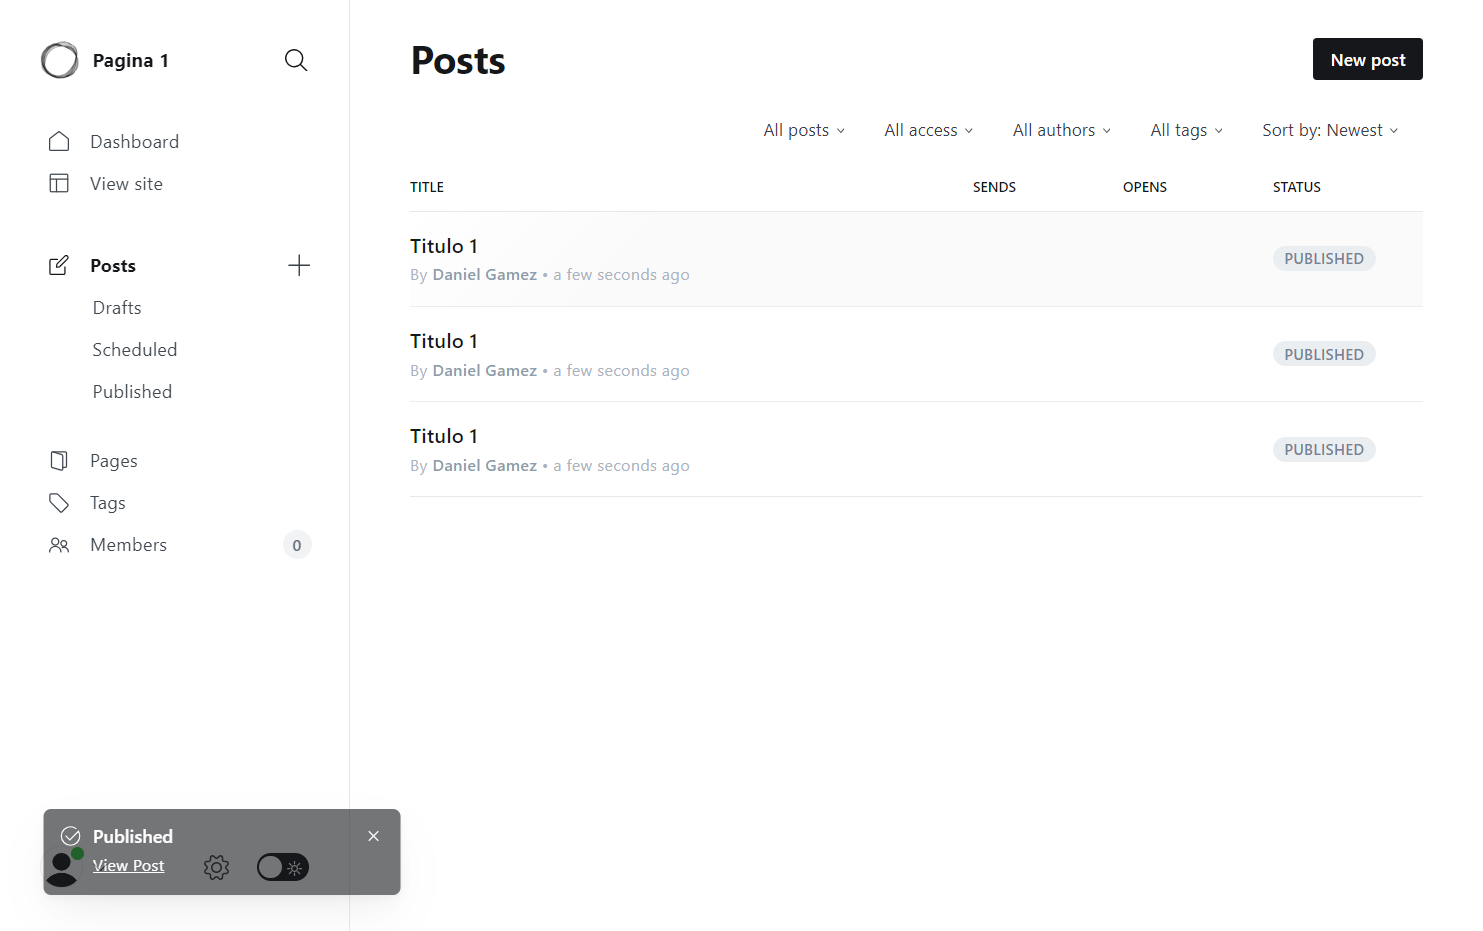 Pagina 1
Dashboard
View site
Posts
Drafts
Scheduled
Published
Pages
Tags
Members 0
Posts
New post
All posts All access All authors All tags Sort by: Newest
TITLE SENDS OPENS STATUS
Titulo 1
By Daniel Gamez • a few seconds ago
PUBLISHED
Titulo 1
By Daniel Gamez • a few seconds ago
PUBLISHED
Titulo 1
By Daniel Gamez • a few seconds ago
PUBLISHED
Published
View Post